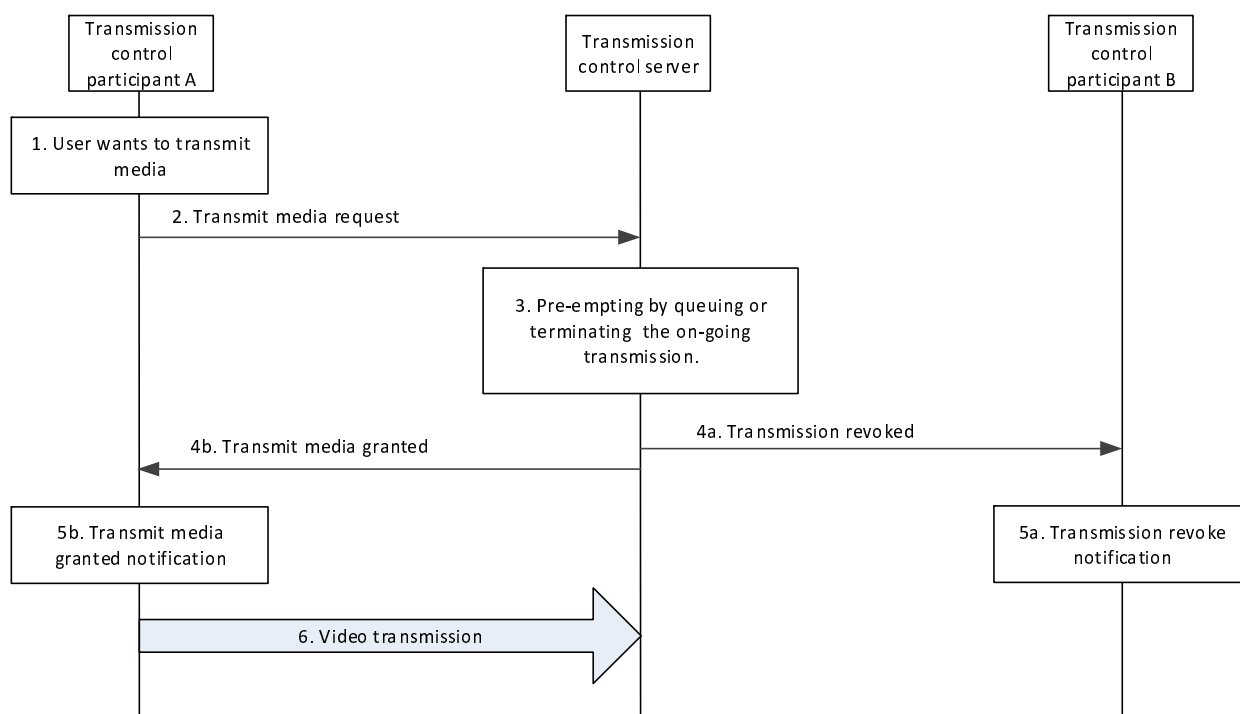 Transmission
control
participant A
Transmission
control server
Transmission
control
participant B
1. User wants to transmit
media
2. Transmit media request
3. Pre-empting by queuing or
terminating the on-going
transmission.
4a. Transmission revoked
4b. Transmit media granted
5b. Transmit media
granted notification
5a. Transmission revoke
notification
6. Video transmission